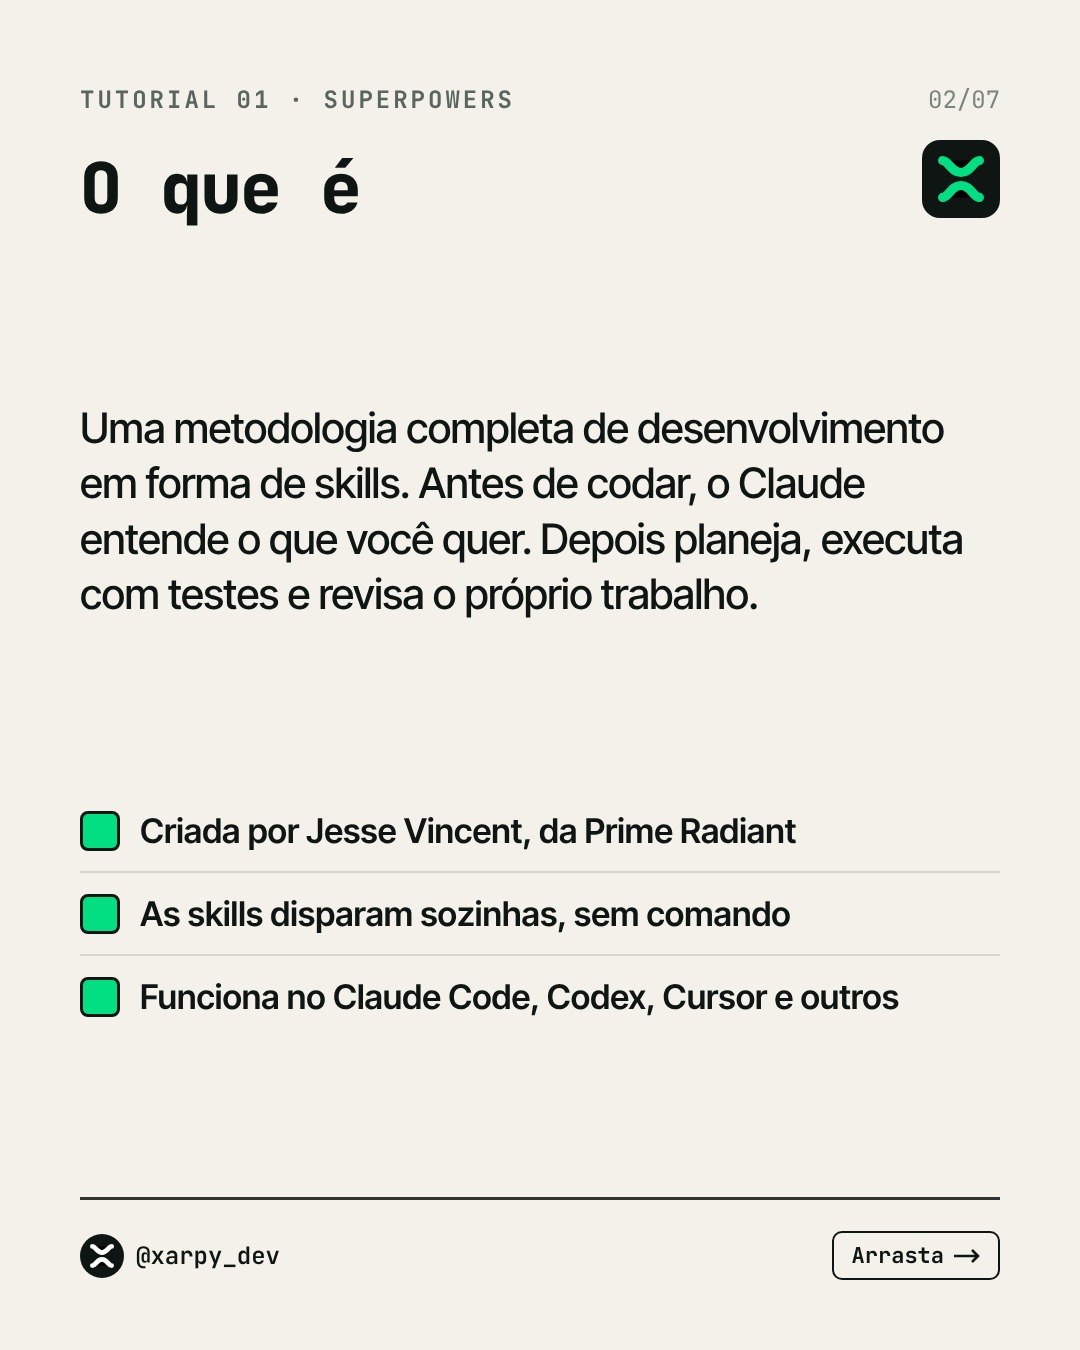 TUTORIAL 01 · SUPERPOWERS
02/07
O que é
Uma metodologia completa de desenvolvimento
em forma de skills. Antes de codar, o Claude
entende o que você quer. Depois planeja, executa
com testes e revisa o próprio trabalho.
Criada por Jesse Vincent, da Prime Radiant
As skills disparam sozinhas, sem comando
Funciona no Claude Code, Codex, Cursor e outros
@xarpy_dev
Arrasta →